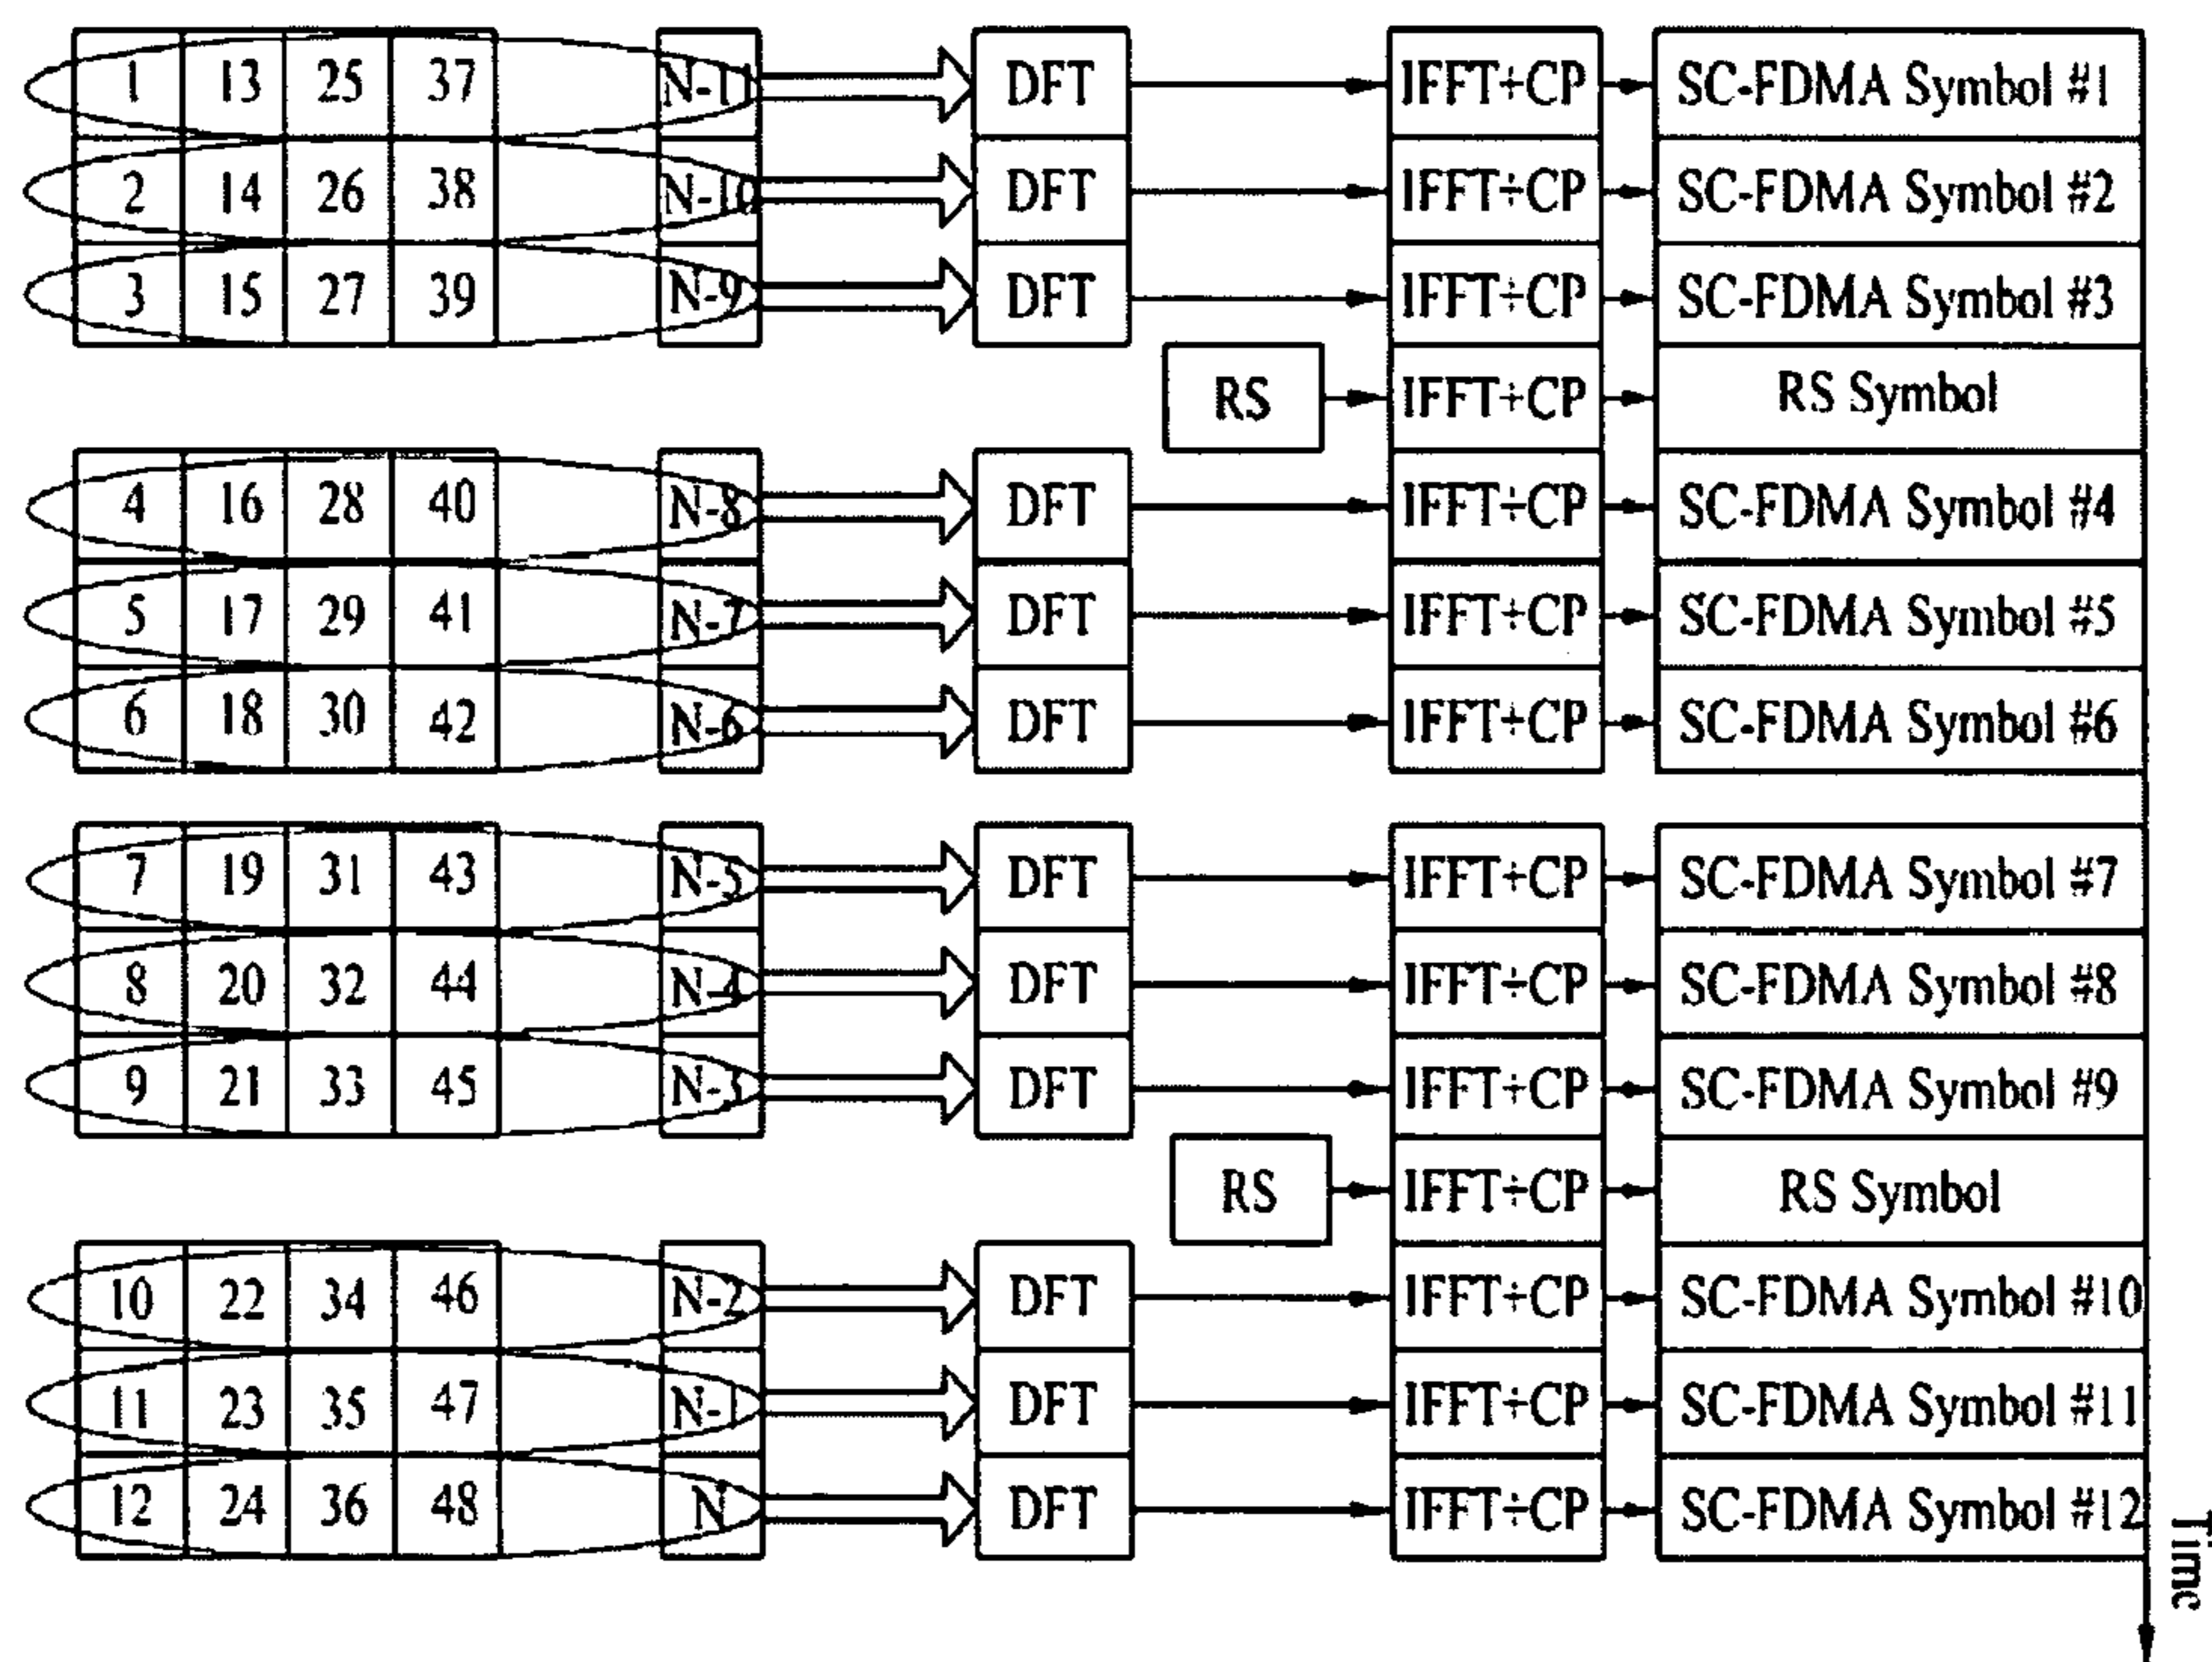 1 13 25 37 N-11 DFT IFFT+CP SC-FDMA Symbol #1
2 14 26 38 N-10 DFT IFFT+CP SC-FDMA Symbol #2
3 15 27 39 N-9 DFT IFFT+CP SC-FDMA Symbol #3
RS IFFT+CP RS Symbol
4 16 28 40 N-8 DFT IFFT+CP SC-FDMA Symbol #4
5 17 29 41 N-7 DFT IFFT+CP SC-FDMA Symbol #5
6 18 30 42 N-6 DFT IFFT+CP SC-FDMA Symbol #6
7 19 31 43 N-5 DFT IFFT+CP SC-FDMA Symbol #7
8 20 32 44 N-4 DFT IFFT+CP SC-FDMA Symbol #8
9 21 33 45 N-3 DFT IFFT+CP SC-FDMA Symbol #9
RS IFFT+CP RS Symbol
10 22 34 46 N-2 DFT IFFT+CP SC-FDMA Symbol #10
11 23 35 47 N-1 DFT IFFT+CP SC-FDMA Symbol #11
12 24 36 48 N DFT IFFT+CP SC-FDMA Symbol #12
Time